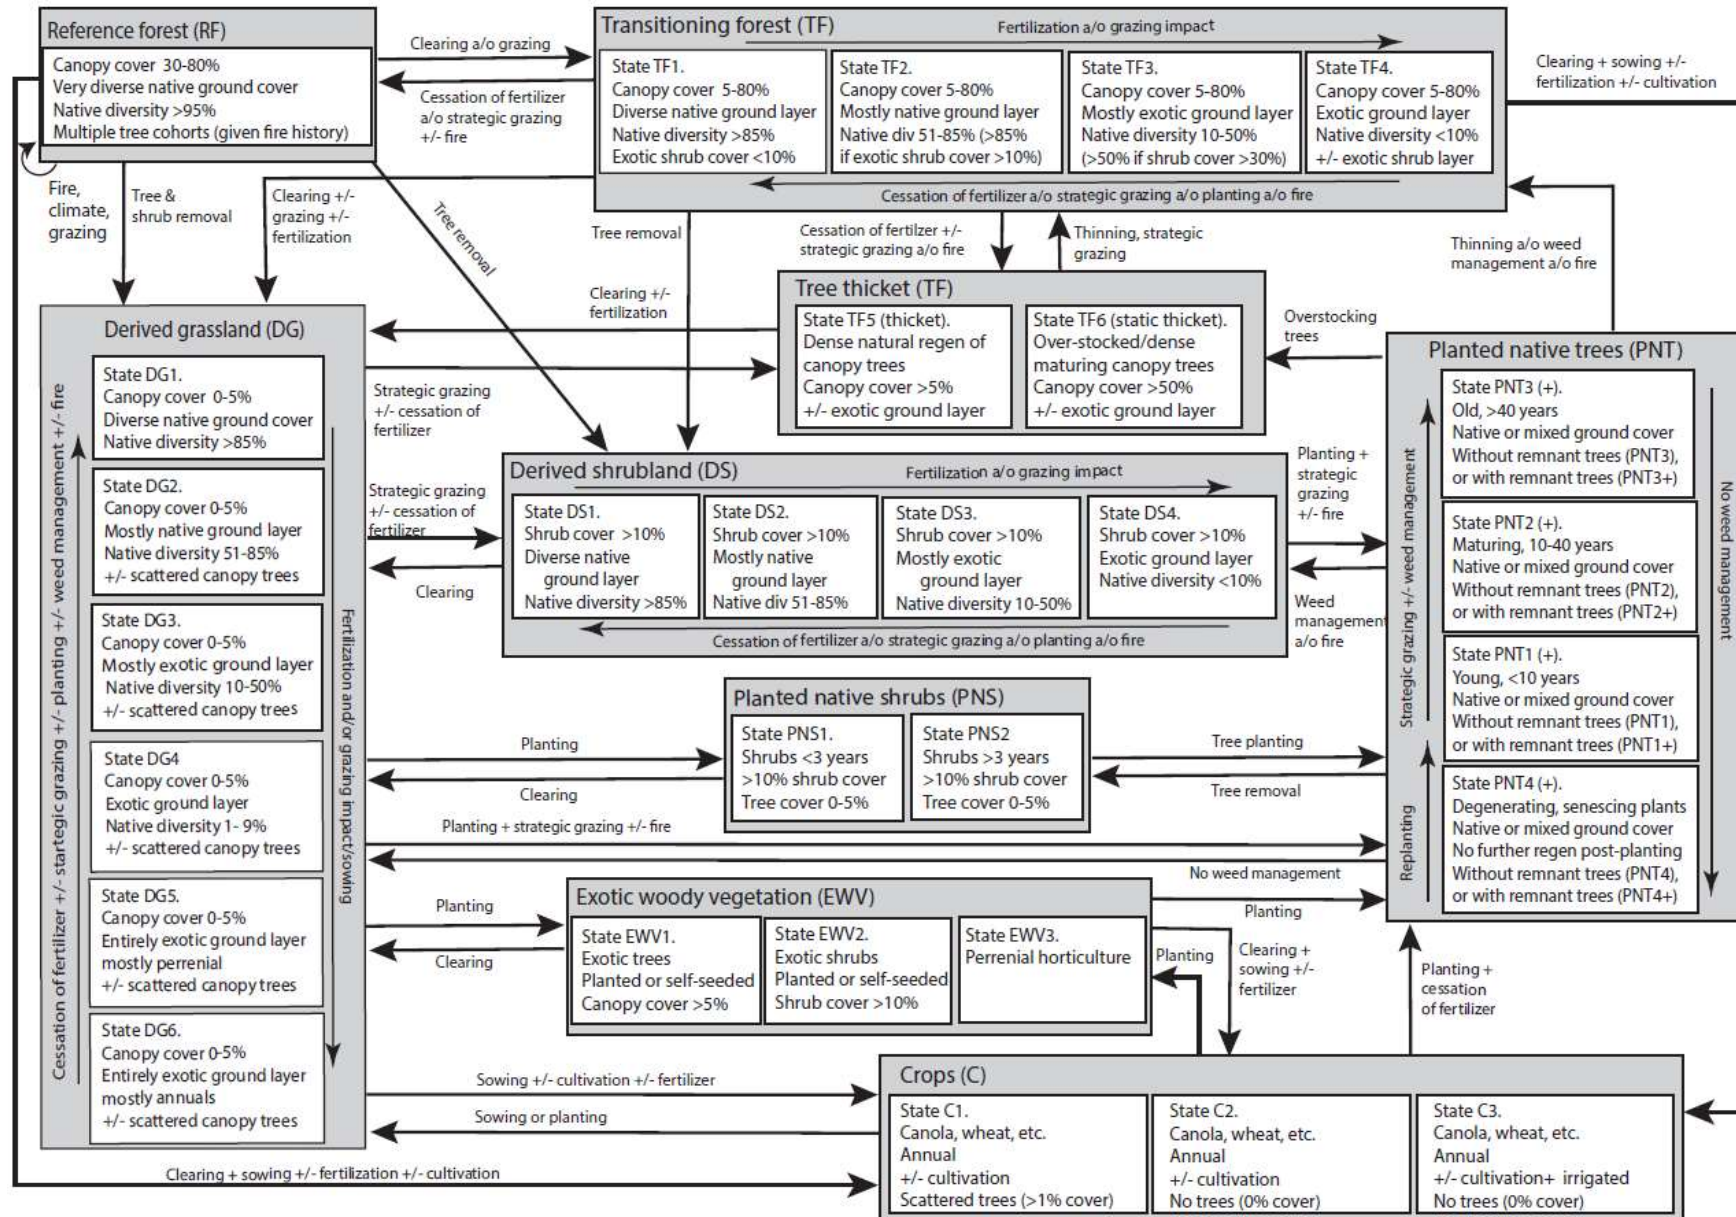 Reference forest (RF)
Canopy cover 30-80%
Very diverse native ground cover
Native diversity >95%
Multiple tree cohorts (given fire history)
Clearing a/o grazing
Cessation of fertilizer
a/o strategic grazing
+/- fire
Transitioning forest (TF)
Fertilization a/o grazing impact
State TF1.
Canopy cover 5-80%
Diverse native ground layer
Native diversity >85%
Exotic shrub cover <10%
State TF2.
Canopy cover 5-80%
Mostly native ground layer
Native div 51-85% (>85%
if exotic shrub cover >10%)
State TF3.
Canopy cover 5-80%
Mostly exotic ground layer
Native diversity 10-50%
(>50% if shrub cover >30%)
State TF4.
Canopy cover 5-80%
Exotic ground layer
Native diversity <10%
+/- exotic shrub layer
Cessation of fertilizer a/o strategic grazing a/o planting a/o fire
Clearing + sowing +/-
fertilization +/- cultivation
Fire,
climate,
grazing
Tree &
shrub removal
Clearing +/-
grazing +/-
fertilization
Tree removal
Tree removal
Cessation of fertilzer +/-
strategic grazing a/o fire
Thinning, strategic
grazing
Thinning a/o weed
management a/o fire
Clearing +/-
fertilization
Tree thicket (TF)
State TF5 (thicket).
Dense natural regen of
canopy trees
Canopy cover >5%
+/- exotic ground layer
State TF6 (static thicket).
Over-stocked/dense
maturing canopy trees
Canopy cover >50%
+/- exotic ground layer
Overstocking
trees
Strategic grazing
+/- cessation of
fertilizer
Derived grassland (DG)
State DG1.
Canopy cover 0-5%
Diverse native ground cover
Native diversity >85%
State DG2.
Canopy cover 0-5%
Mostly native ground layer
Native diversity 51-85%
+/- scattered canopy trees
State DG3.
Canopy cover 0-5%
Mostly exotic ground layer
Native diversity 10-50%
+/- scattered canopy trees
State DG4
Canopy cover 0-5%
Exotic ground layer
Native diversity 1- 9%
+/- scattered canopy trees
State DG5.
Canopy cover 0-5%
Entirely exotic ground layer
mostly perrenial
+/- scattered canopy trees
State DG6.
Canopy cover 0-5%
Entirely exotic ground layer
mostly annuals
+/- scattered canopy trees
Cessation of fertilizer +/- startegic grazing +/- planting +/- weed management +/- fire
Fertilization and/or grazing impact/sowing
Strategic grazing
+/- cessation of
fertilizer
Clearing
Derived shrubland (DS)
Fertilization a/o grazing impact
State DS1.
Shrub cover >10%
Diverse native
ground layer
Native diversity >85%
State DS2.
Shrub cover >10%
Mostly native
ground layer
Native div 51-85%
State DS3.
Shrub cover >10%
Mostly exotic
ground layer
Native diversity 10-50%
State DS4.
Shrub cover >10%
Exotic ground layer
Native diversity <10%
Cessation of fertilizer a/o strategic grazing a/o planting a/o fire
Planting +
strategic
grazing
+/- fire
Weed
management
a/o fire
Planted native trees (PNT)
State PNT3 (+).
Old, >40 years
Native or mixed ground cover
Without remnant trees (PNT3),
or with remnant trees (PNT3+)
State PNT2 (+).
Maturing, 10-40 years
Native or mixed ground cover
Without remnant trees (PNT2),
or with remnant trees (PNT2+)
State PNT1 (+).
Young, <10 years
Native or mixed ground cover
Without remnant trees (PNT1),
or with remnant trees (PNT1+)
State PNT4 (+).
Degenerating, senescing plants
Native or mixed ground cover
No further regen post-planting
Without remnant trees (PNT4),
or with remnant trees (PNT4+)
Strategic grazing +/- weed management
Replanting
No weed management
Planted native shrubs (PNS)
State PNS1.
Shrubs <3 years
>10% shrub cover
Tree cover 0-5%
State PNS2
Shrubs >3 years
>10% shrub cover
Tree cover 0-5%
Planting
Clearing
Tree planting
Tree removal
Planting + strategic grazing +/- fire
No weed management
Exotic woody vegetation (EWV)
State EWV1.
Exotic trees
Planted or self-seeded
Canopy cover >5%
State EWV2.
Exotic shrubs
Planted or self-seeded
Shrub cover >10%
State EWV3.
Perrenial horticulture
Planting
Clearing
Planting
Planting
Clearing +
sowing +/-
fertilizer
Planting +
cessation
of fertilizer
Crops (C)
State C1.
Canola, wheat, etc.
Annual
+/- cultivation
Scattered trees (>1% cover)
State C2.
Canola, wheat, etc.
Annual
+/- cultivation
No trees (0% cover)
State C3.
Canola, wheat, etc.
Annual
+/- cultivation+ irrigated
No trees (0% cover)
Sowing +/- cultivation +/- fertilizer
Sowing or planting
Clearing + sowing +/- fertilization +/- cultivation